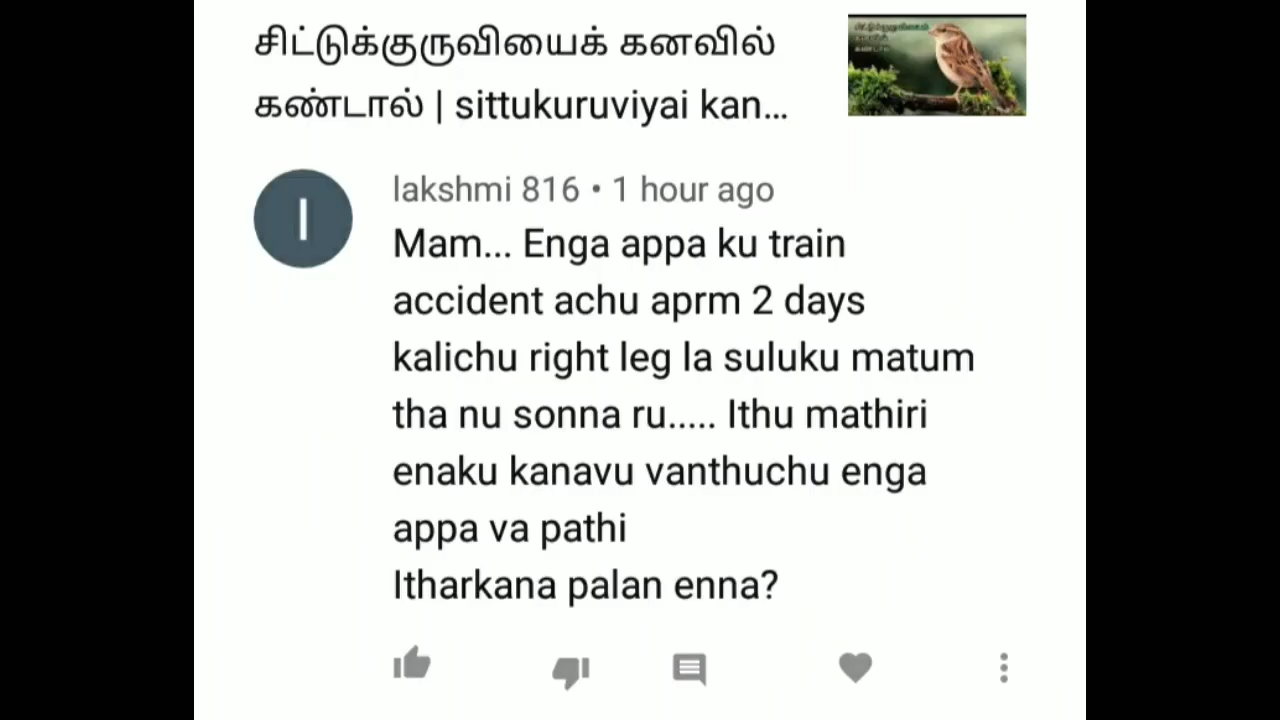 சிட்டுக்குருவியைக் கனவில்
கண்டால் | sittukuruviyai kan...
lakshmi 816 • 1 hour ago
l
Mam... Enga appa ku train
accident achu aprm 2 days
kalichu right leg la suluku matum
tha nu sonna ru..... Ithu mathiri
enaku kanavu vanthuchu enga
appa va pathi
Itharkana palan enna?